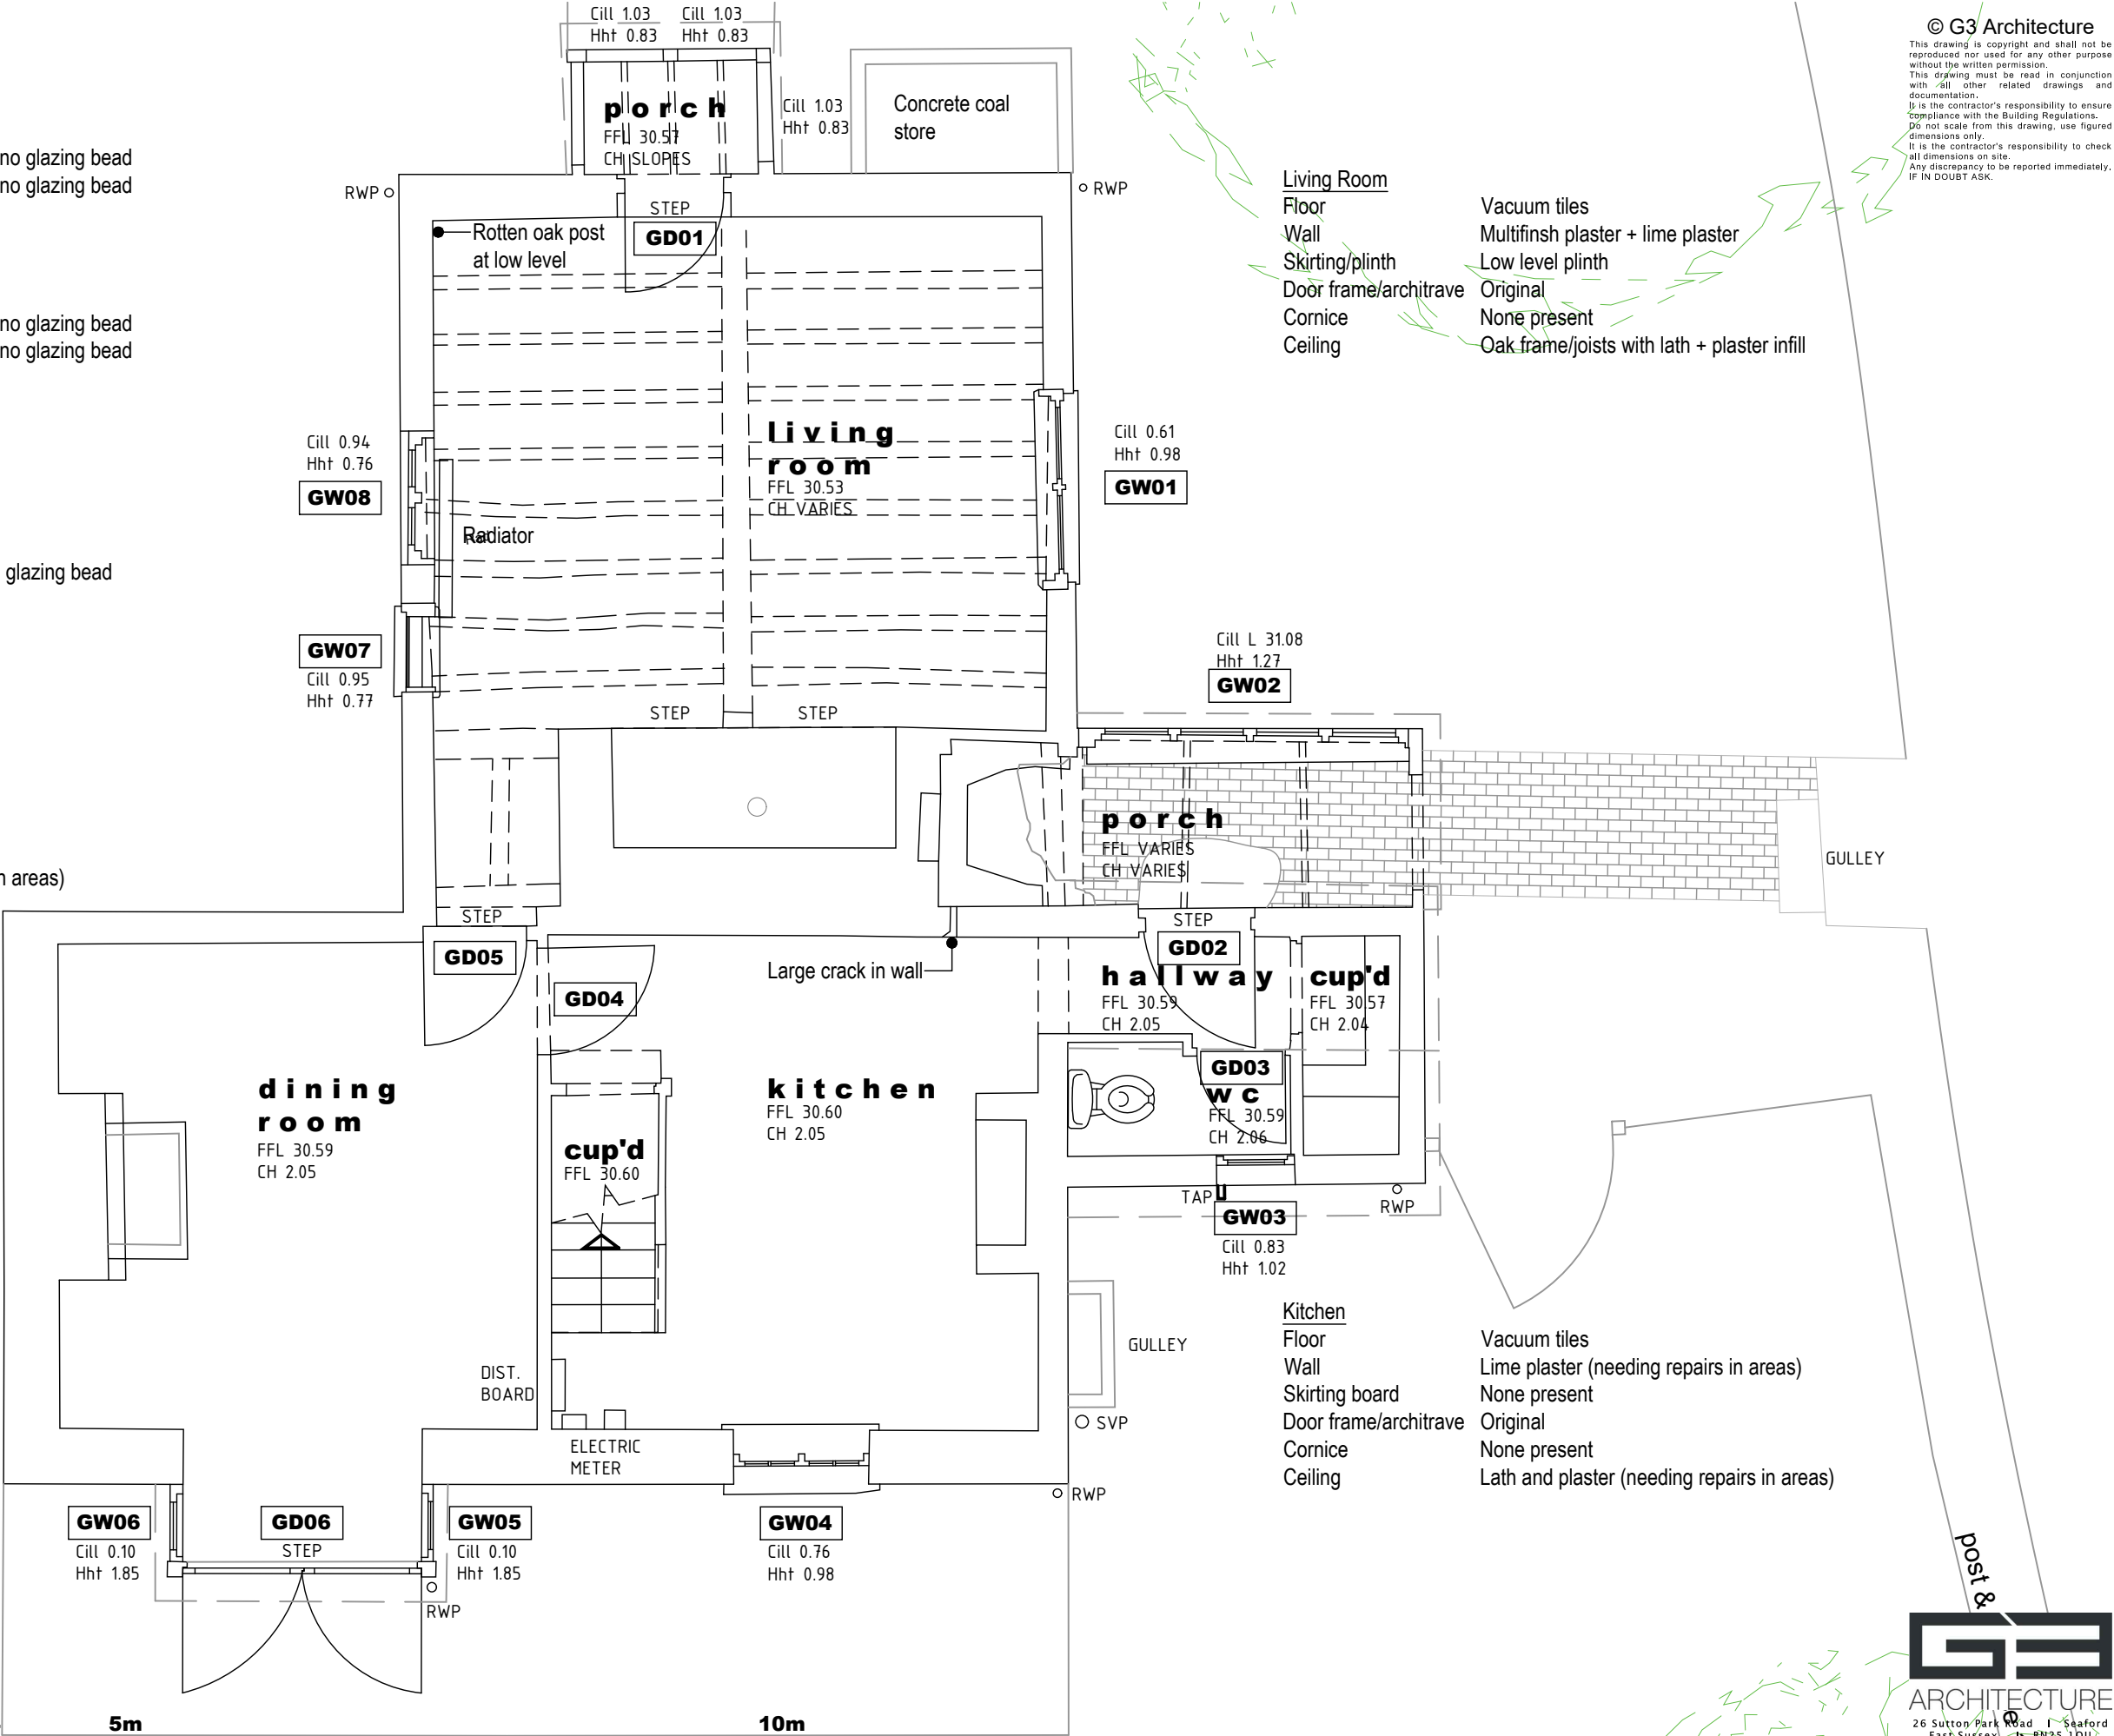 Cill 1.03 Cill 1.03
Hht 0.83 Hht 0.83
© G3 Architecture
This drawing is copyright and shall not be
reproduced nor used for any other purpose
without the written permission.
This drawing must be read in conjunction
with all other related drawings and
documentation.
It is the contractor's responsibility to ensure
compliance with the Building Regulations.
Do not scale from this drawing, use figured
dimensions only.
It is the contractor's responsibility to check
all dimensions on site.
Any discrepancy to be reported immediately,
IF IN DOUBT ASK.
porch
FFL 30.57
CH SLOPES
Cill 1.03
Hht 0.83
Concrete coal
store
no glazing bead
no glazing bead
RWP
RWP
STEP
GD01
Rotten oak post
at low level
Living Room
Floor Vacuum tiles
Wall Multifinsh plaster + lime plaster
Skirting/plinth Low level plinth
Door frame/architrave Original
Cornice None present
Ceiling Oak frame/joists with lath + plaster infill
no glazing bead
no glazing bead
Cill 0.94
Hht 0.76
GW08
living
room
FFL 30.53
CH VARIES
Cill 0.61
Hht 0.98
GW01
Radiator
glazing bead
GW07
Cill 0.95
Hht 0.77
Cill L 31.08
Hht 1.27
GW02
STEP STEP
porch
FFL VARIES
CH VARIES
GULLEY
n areas)
STEP
GD05
STEP
GD02
Large crack in wall
GD04
hallway
FFL 30.59
CH 2.05
cup'd
FFL 30.57
CH 2.04
GD03
wc
FFL 30.59
CH 2.06
dining
room
FFL 30.59
CH 2.05
kitchen
FFL 30.60
CH 2.05
cup'd
FFL 30.60
TAP
RWP
GW03
Cill 0.83
Hht 1.02
Kitchen
Floor Vacuum tiles
Wall Lime plaster (needing repairs in areas)
Skirting board None present
Door frame/architrave Original
Cornice None present
Ceiling Lath and plaster (needing repairs in areas)
GULLEY
DIST.
BOARD
SVP
ELECTRIC
METER
RWP
GW06
Cill 0.10
Hht 1.85
GD06
STEP
GW05
Cill 0.10
Hht 1.85
GW04
Cill 0.76
Hht 0.98
RWP
post &
G3
ARCHITECTURE
26 Sutton Park Road I Seaford
East Sussex I BN25 1QU
5m 10m